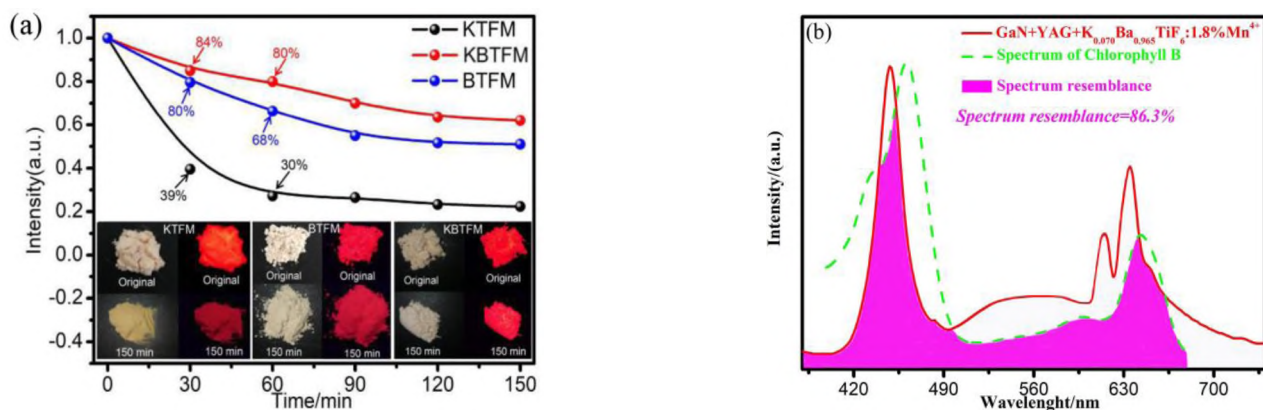 (a)
1.0
0.8
0.6
0.4
0.2
0.0
-0.2
-0.4
Intensity(a.u.)
84%
80%
80%
68%
39%
30%
KTFM
KBTFM
BTFM
KTFM
BTFM
KBTFM
Original
Original
Original
Original
Original
Original
150 min
150 min
150 min
150 min
150 min
150 min
0 30 60 90 120 150
Time/min
(b)
GaN+YAG+K0.070Ba0.965TiF6:1.8%Mn4+
Spectrum of Chlorophyll B
Spectrum resemblance
Spectrum resemblance=86.3%
Intensity/(a.u.)
420 490 560 630 700
Wavelenght/nm